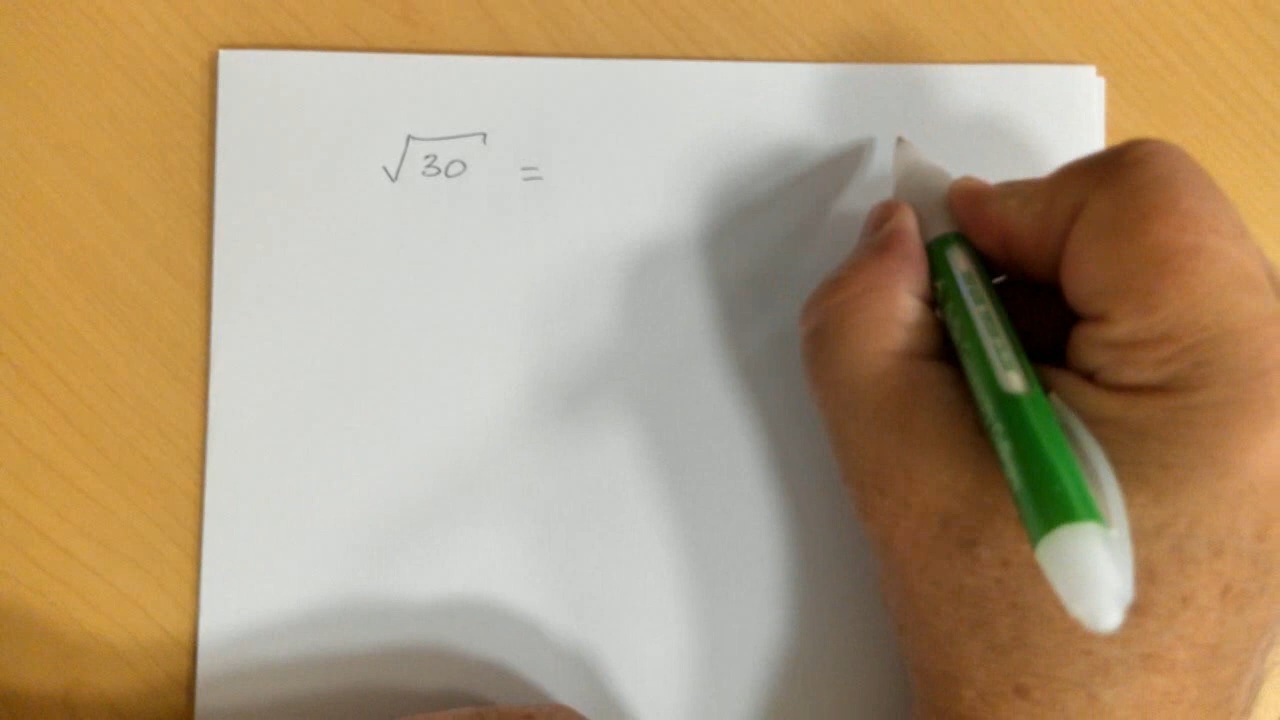 √30 =